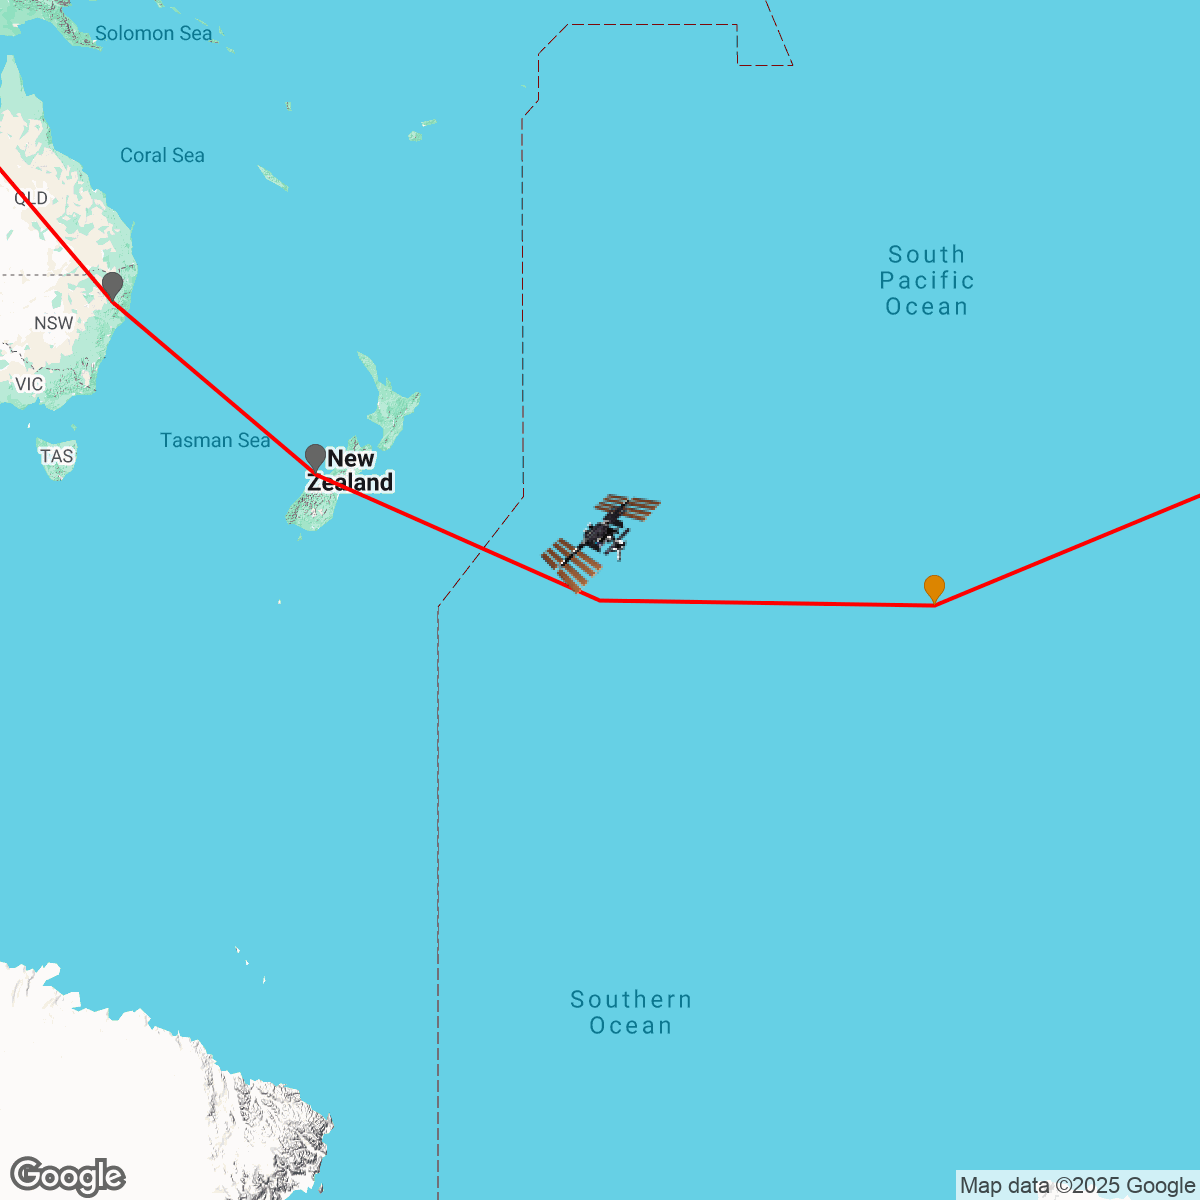 Solomon Sea
Coral Sea
QLD
South
Pacific
Ocean
NSW
VIC
Tasman Sea
TAS
New
Zealand
Southern
Ocean
Google
Map data ©2025 Google